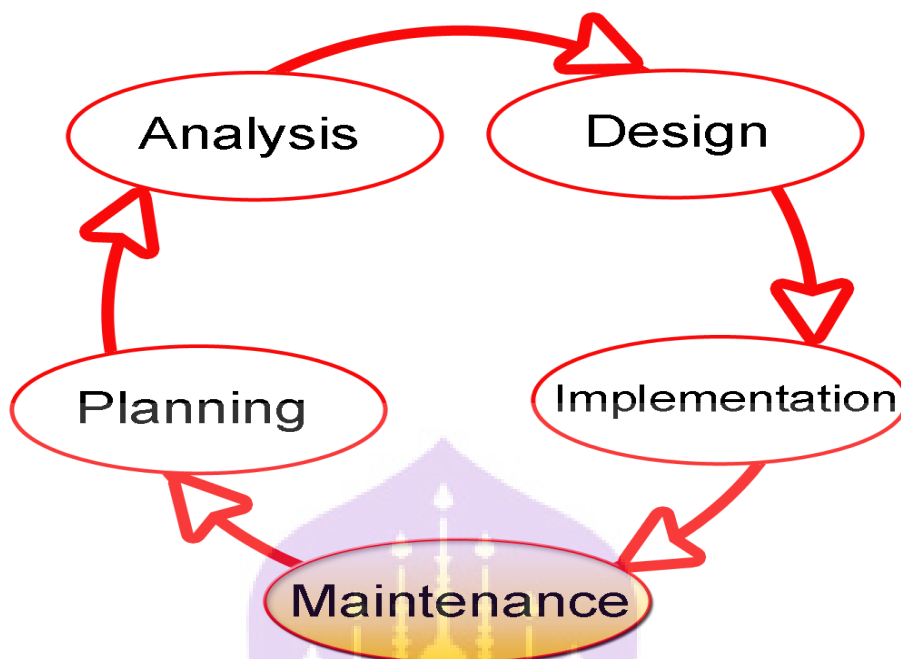 Analysis
Design
Planning
Implementation
Maintenance